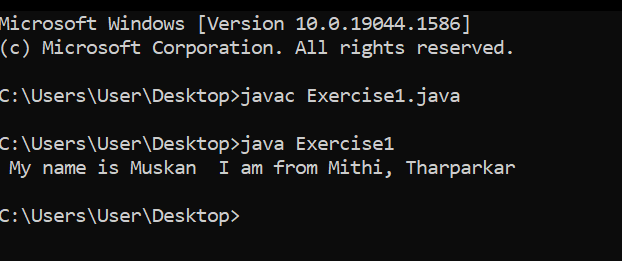 Microsoft Windows [Version 10.0.19044.1586]
(c) Microsoft Corporation. All rights reserved.
C:\Users\User\Desktop>javac Exercise1.java
C:\Users\User\Desktop>java Exercise1
 My name is Muskan  I am from Mithi, Tharparkar
C:\Users\User\Desktop>